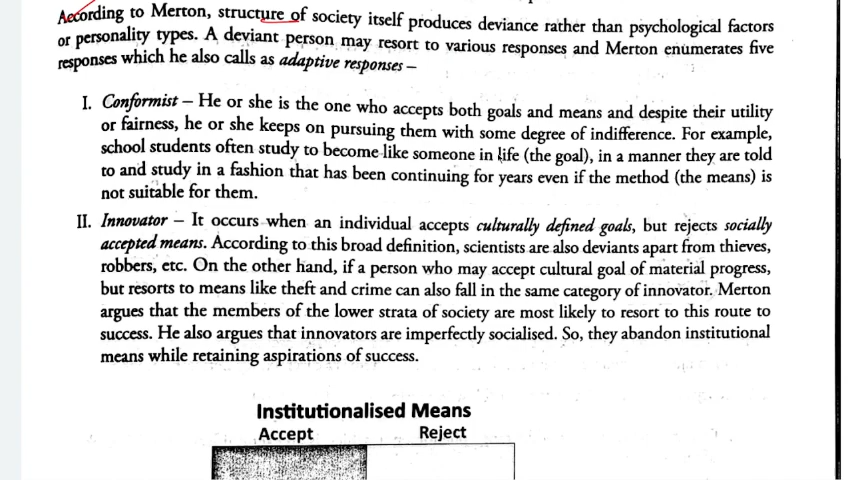 According to Merton, structure of society itself produces deviance rather than psychological factors
or personality types. A deviant person may resort to various responses and Merton enumerates five
responses which he also calls as adaptive responses –
I. Conformist – He or she is the one who accepts both goals and means and despite their utility
or fairness, he or she keeps on pursuing them with some degree of indifference. For example,
school students often study to become like someone in life (the goal), in a manner they are told
to and study in a fashion that has been continuing for years even if the method (the means) is
not suitable for them.
II. Innovator – It occurs when an individual accepts culturally defined goals, but rejects socially
accepted means. According to this broad definition, scientists are also deviants apart from thieves,
robbers, etc. On the other hand, if a person who may accept cultural goal of material progress,
but resorts to means like theft and crime can also fall in the same category of innovator. Merton
argues that the members of the lower strata of society are most likely to resort to this route to
success. He also argues that innovators are imperfectly socialised. So, they abandon institutional
means while retaining aspirations of success.
Institutionalised Means
Accept Reject